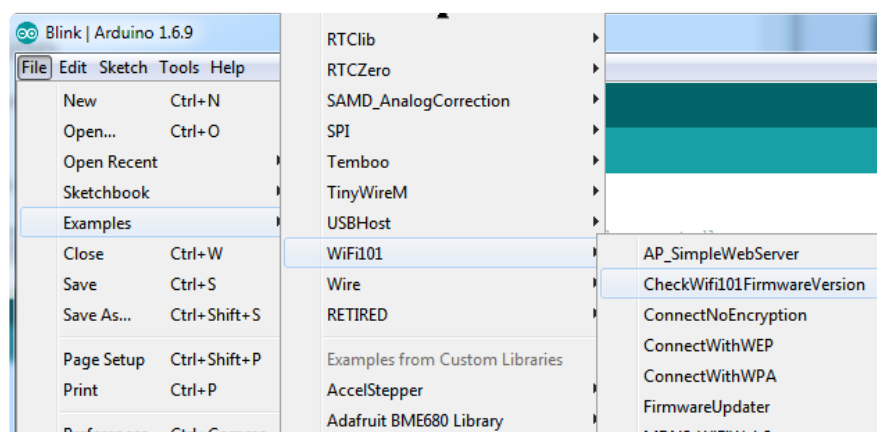 Blink | Arduino 1.6.9
File Edit Sketch Tools Help
New Ctrl+N
Open... Ctrl+O
Open Recent
Sketchbook
Examples
Close Ctrl+W
Save Ctrl+S
Save As... Ctrl+Shift+S
Page Setup Ctrl+Shift+P
Print Ctrl+P
RTClib
RTCZero
SAMD_AnalogCorrection
SPI
Temboo
TinyWireM
USBHost
WiFi101
Wire
RETIRED
Examples from Custom Libraries
AccelStepper
Adafruit BME680 Library
AP_SimpleWebServer
CheckWifi101FirmwareVersion
ConnectNoEncryption
ConnectWithWEP
ConnectWithWPA
FirmwareUpdater